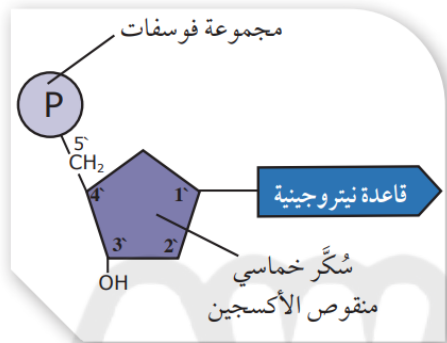 مجموعة فوسفات
P
5`
CH₂
4`
1`
قاعدة نيتروجينية
3`
2`
OH
سُكَّر خماسي
منقوص الأكسجين